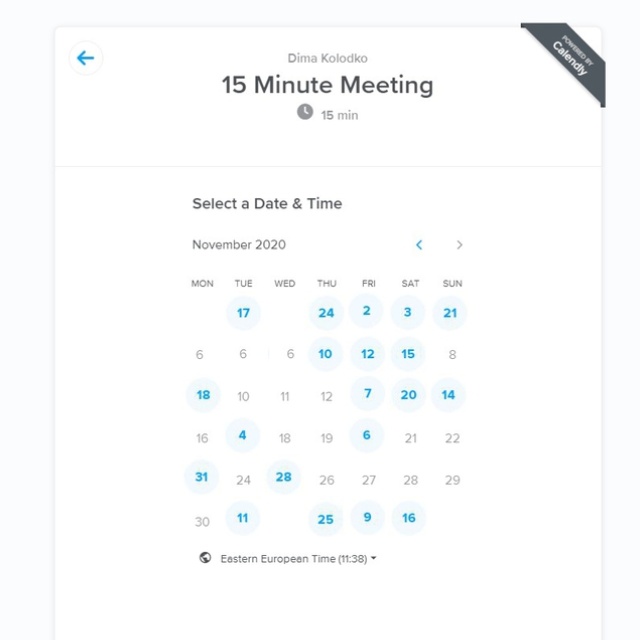 POWERED BY
Calendly
Dima Kolodko
15 Minute Meeting
15 min
Select a Date & Time
November 2020
MON TUE WED THU FRI SAT SUN
17 24 2 3 21
6 6 6 10 12 15 8
18 10 11 12 7 20 14
16 4 18 19 6 21 22
31 24 28 26 27 28 29
30 11 25 9 16
Eastern European Time (11:38)